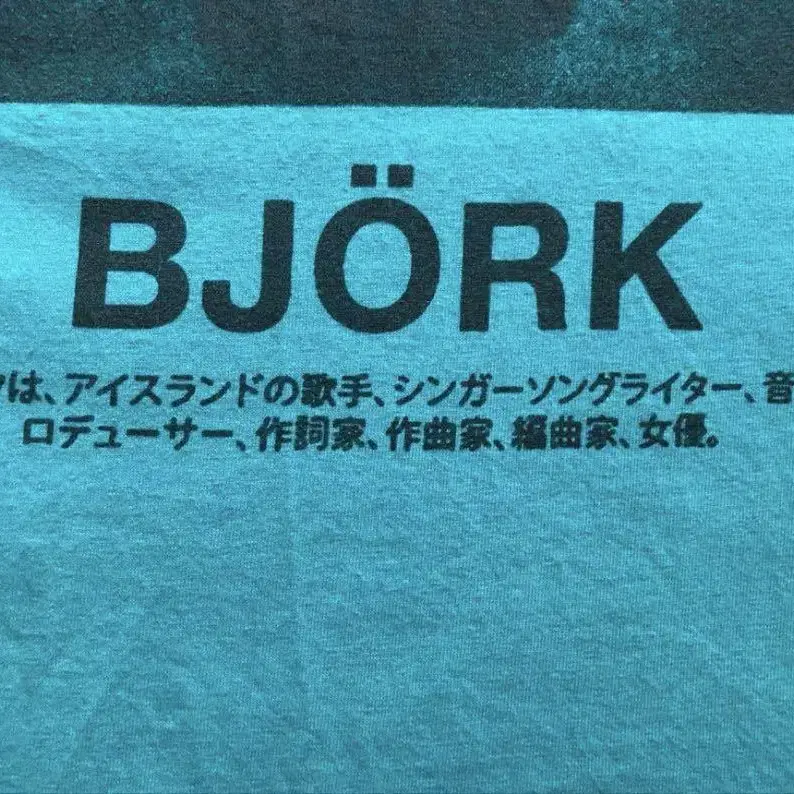 BJÖRK
は、アイスランドの歌手、シンガーソングライター、音
ロデューサー、作詞家、作曲家、編曲家、女優。